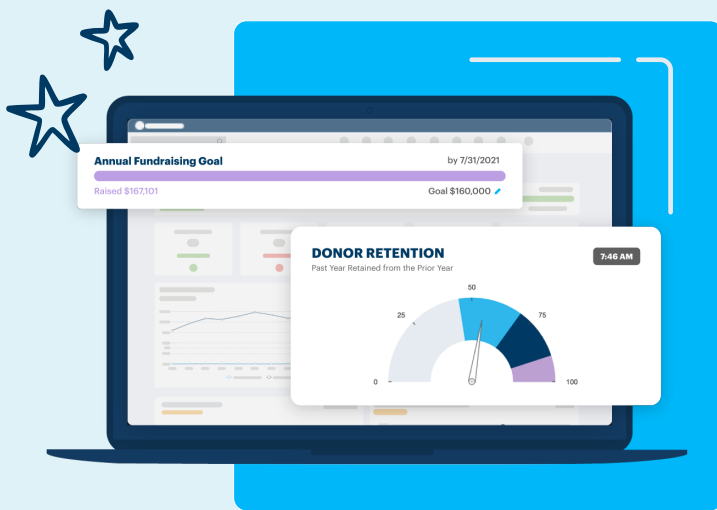 Annual Fundraising Goal
by 7/31/2021
Raised $167,101
Goal $160,000
DONOR RETENTION
7:46 AM
Past Year Retained from the Prior Year
50
25
75
0
100